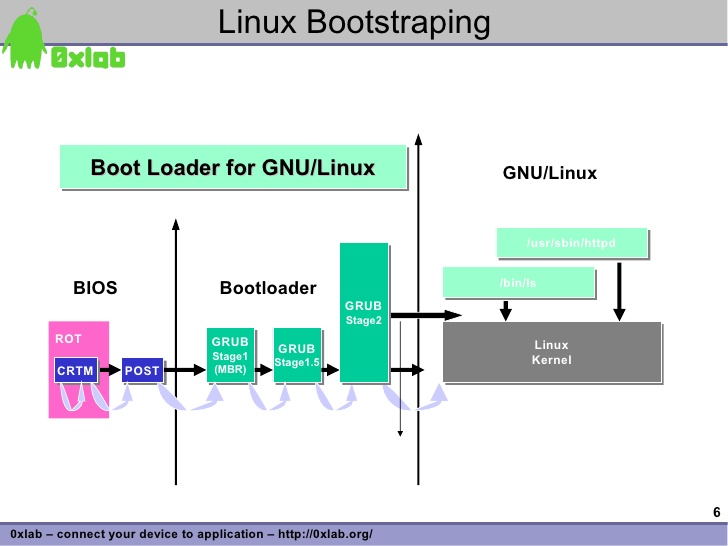 Linux Bootstraping
0xlab
Boot Loader for GNU/Linux
GNU/Linux
/usr/sbin/httpd
/bin/ls
BIOS
Bootloader
ROT
CRTM
POST
GRUB
Stage1
(MBR)
GRUB
Stage1.5
GRUB
Stage2
Linux
Kernel
6
0xlab – connect your device to application – http://0xlab.org/